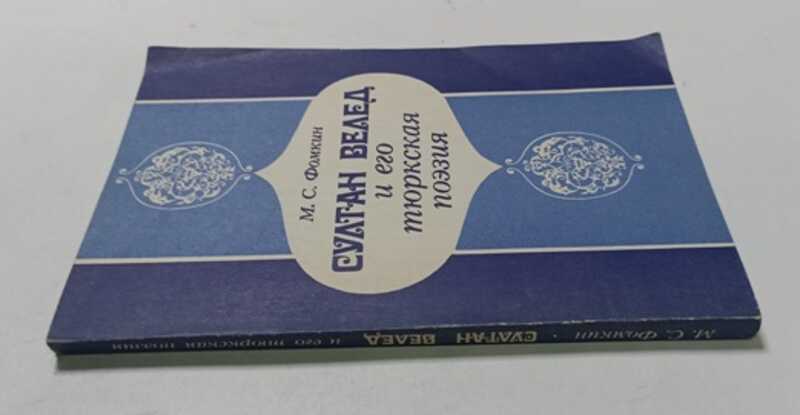 М. С. Фомкин
СУЛТАН ВЕЛЕД
и его
тюркская
поэзия
М. С. Фомкин · СУЛТАН ВЕЛЕД и его тюркская поэзия